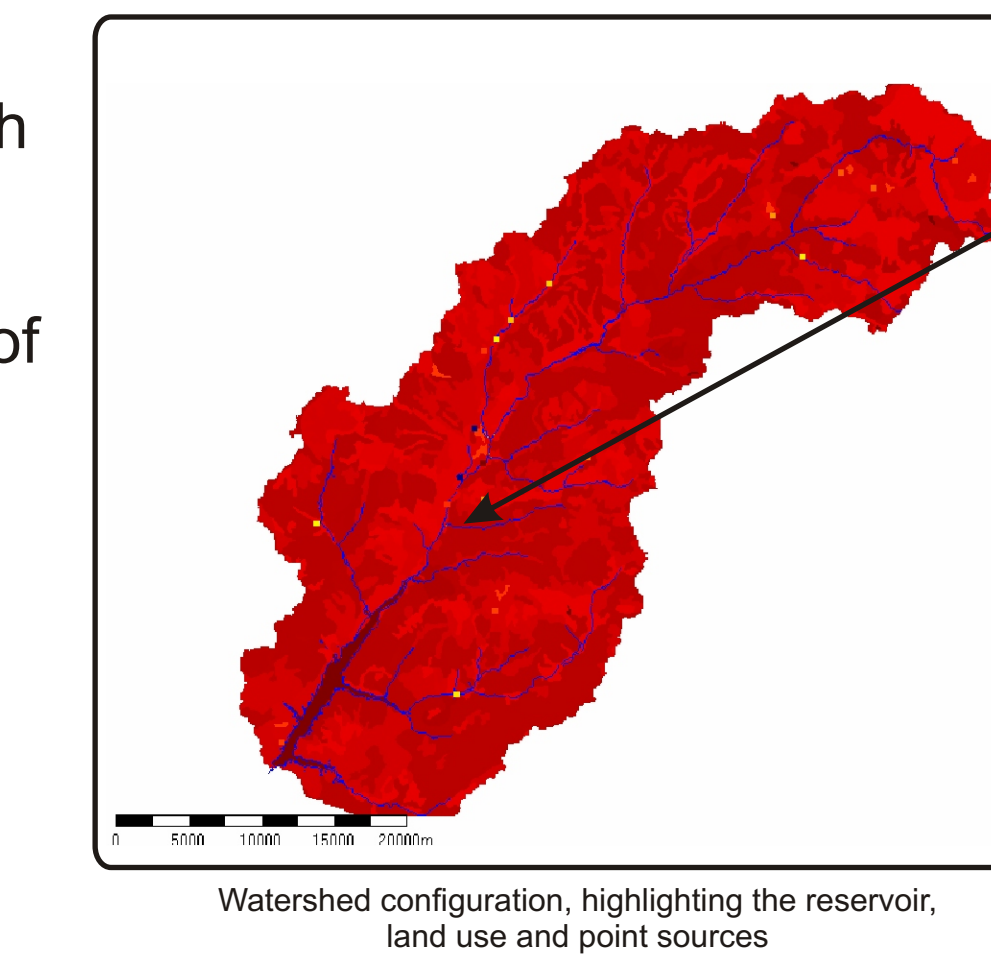 h
of
0 5000 10000 15000 20000m
Watershed configuration, highlighting the reservoir,
land use and point sources